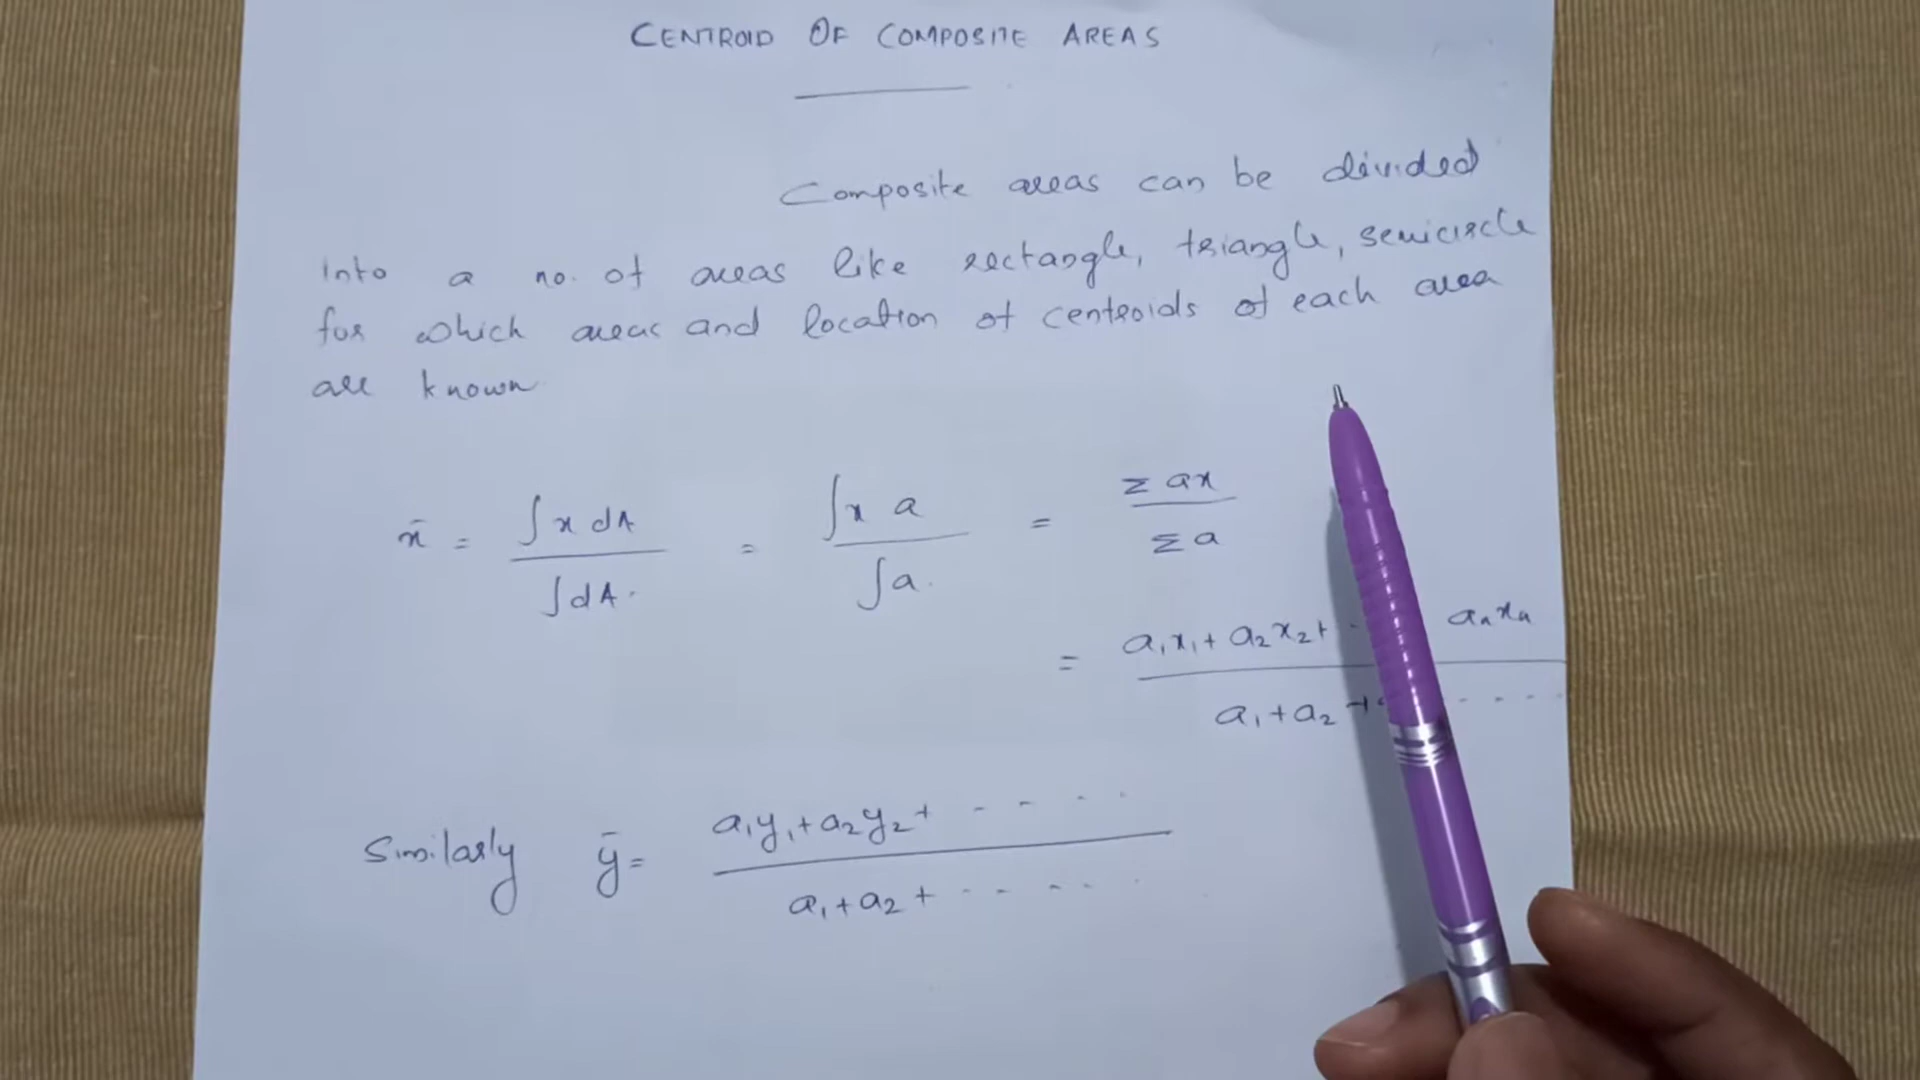 CENTROID OF COMPOSITE AREAS
Composite areas can be divided
into a no. of areas like rectangle, triangle, semicircle
for which areas and location of centroids of each area
are known
x̄ = ∫x dA / ∫dA. = ∫x a / ∫a. = Σ ax / Σ a
= a₁x₁ + a₂x₂ + aₙxₙ / a₁ + a₂ + - - - -
Similarly ȳ = a₁y₁ + a₂y₂ + - - - - / a₁ + a₂ + - - - - -